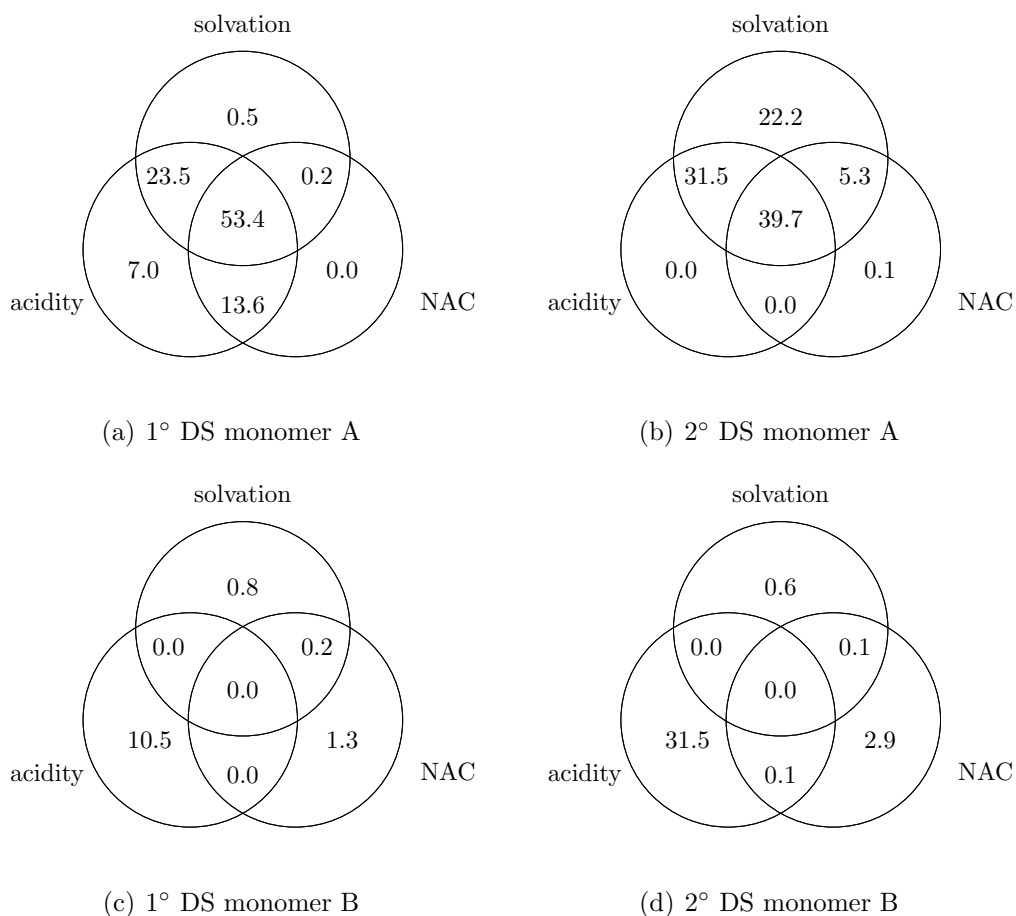 solvation
solvation
0.5
22.2
23.5 0.2
31.5 5.3
53.4
39.7
7.0 0.0
0.0 0.1
acidity 13.6 NAC
acidity 0.0 NAC
(a) 1° DS monomer A
(b) 2° DS monomer A
solvation
solvation
0.8
0.6
0.0 0.2
0.0 0.1
0.0
0.0
10.5 1.3
31.5 2.9
acidity 0.0 NAC
acidity 0.1 NAC
(c) 1° DS monomer B
(d) 2° DS monomer B